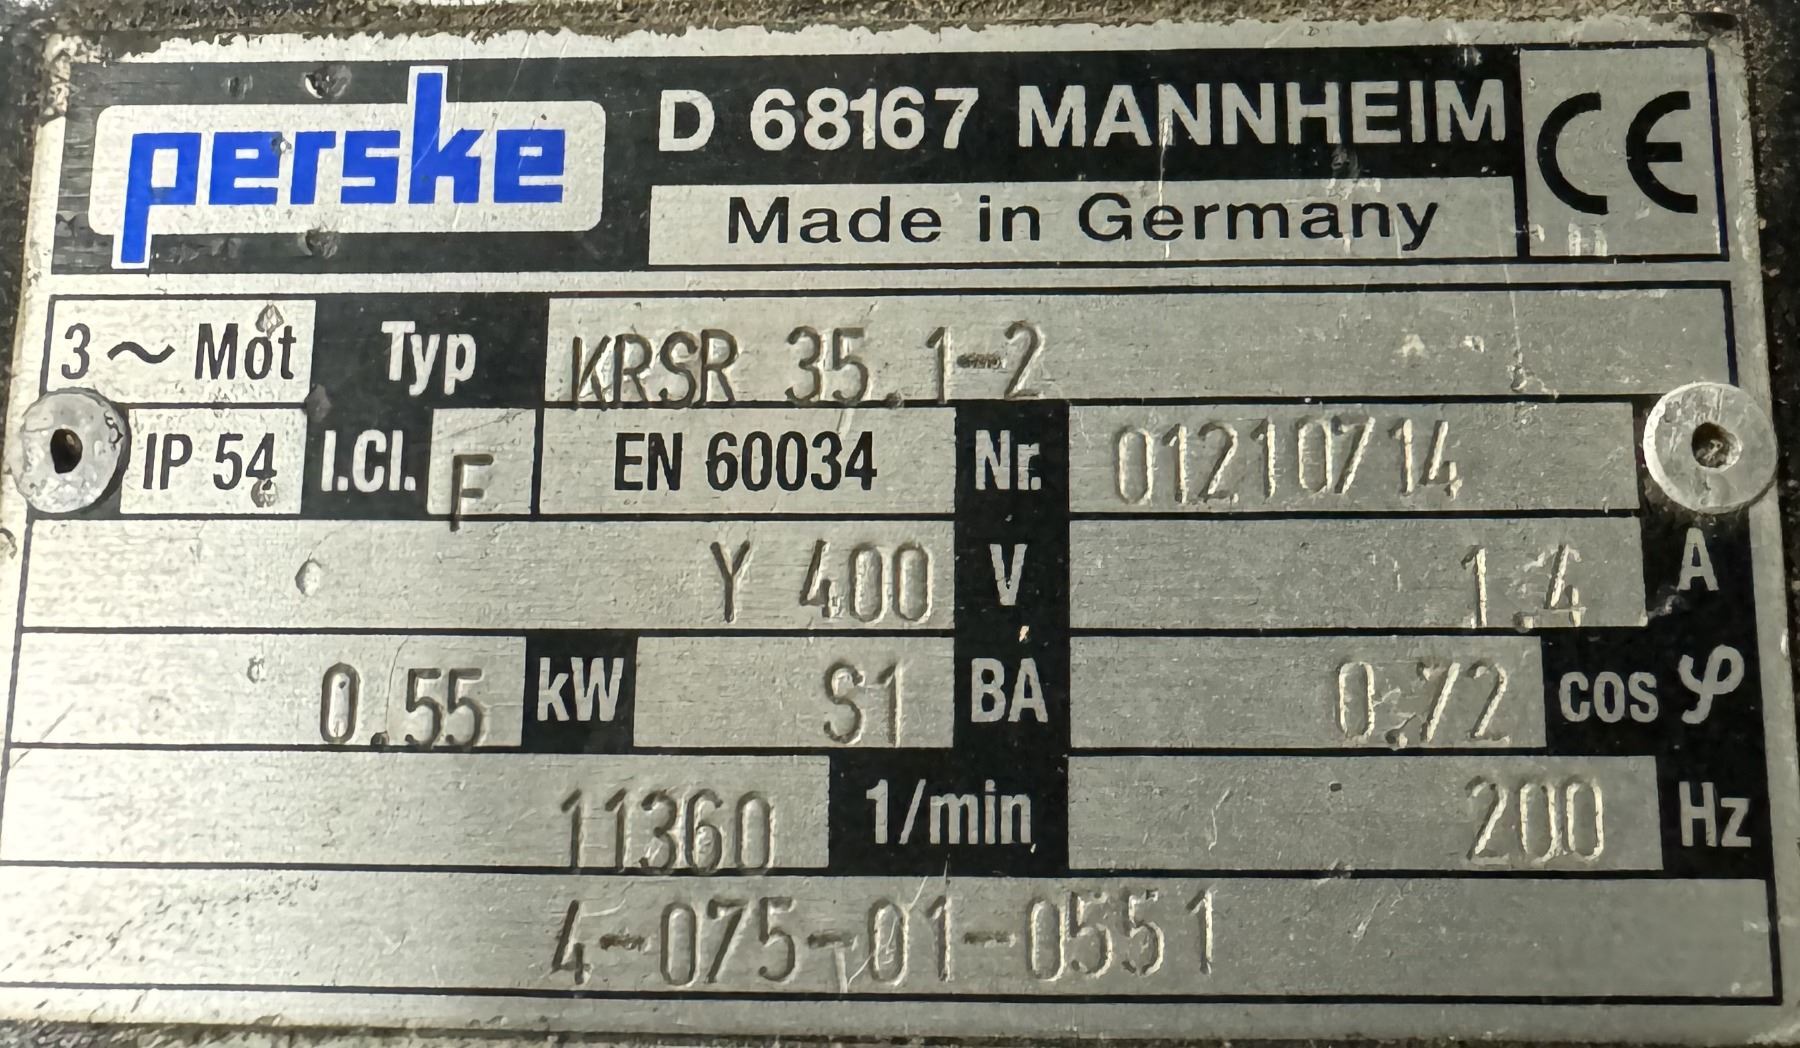 perske D 68167 MANNHEIM CE
Made in Germany
3 ~ Mot Typ KRSR 35.1-2
IP 54 I.Cl. F EN 60034 Nr. 01210714
Y 400 V 1.4 A
0.55 kW S1 BA 0.72 cos φ
11360 1/min 200 Hz
4-075-01-0551